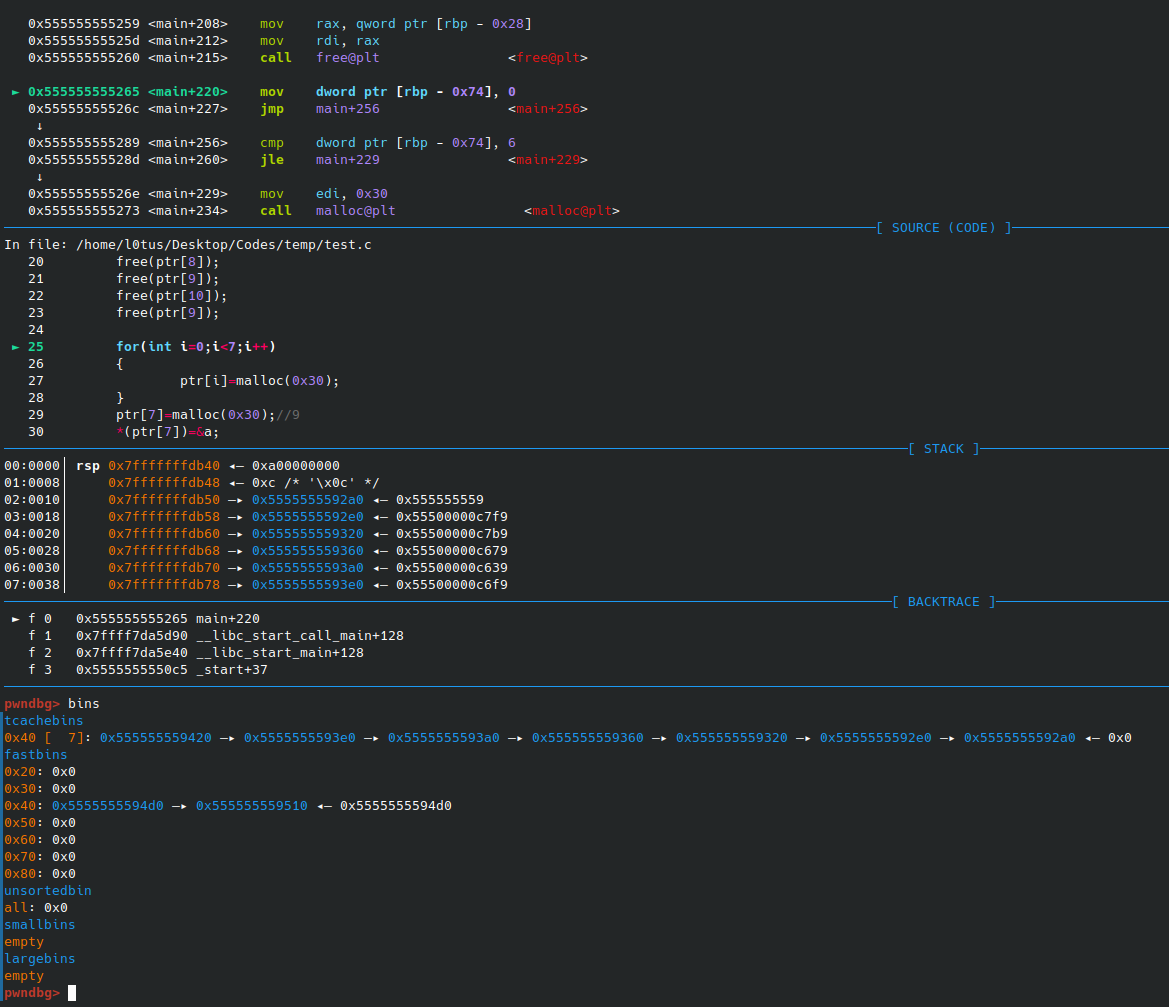 0x555555555259 <main+208>    mov    rax, qword ptr [rbp - 0x28]
0x55555555525d <main+212>    mov    rdi, rax
0x555555555260 <main+215>    call   free@plt                <free@plt>
► 0x555555555265 <main+220>    mov    dword ptr [rbp - 0x74], 0
0x55555555526c <main+227>    jmp    main+256                <main+256>
↓
0x555555555289 <main+256>    cmp    dword ptr [rbp - 0x74], 6
0x55555555528d <main+260>    jle    main+229                <main+229>
↓
0x55555555526e <main+229>    mov    edi, 0x30
0x555555555273 <main+234>    call   malloc@plt                <malloc@plt>
[ SOURCE (CODE) ]
In file: /home/l0tus/Desktop/Codes/temp/test.c
20         free(ptr[8]);
21         free(ptr[9]);
22         free(ptr[10]);
23         free(ptr[9]);
24
► 25         for(int i=0;i<7;i++)
26         {
27                 ptr[i]=malloc(0x30);
28         }
29         ptr[7]=malloc(0x30);//9
30         *(ptr[7])=&a;
[ STACK ]
00:0000│ rsp 0x7fffffffdb40 ◂— 0xa00000000
01:0008│     0x7fffffffdb48 ◂— 0xc /* '\x0c' */
02:0010│     0x7fffffffdb50 —▸ 0x5555555592a0 ◂— 0x555555559
03:0018│     0x7fffffffdb58 —▸ 0x5555555592e0 ◂— 0x55500000c7f9
04:0020│     0x7fffffffdb60 —▸ 0x555555559320 ◂— 0x55500000c7b9
05:0028│     0x7fffffffdb68 —▸ 0x555555559360 ◂— 0x55500000c679
06:0030│     0x7fffffffdb70 —▸ 0x5555555593a0 ◂— 0x55500000c639
07:0038│     0x7fffffffdb78 —▸ 0x5555555593e0 ◂— 0x55500000c6f9
[ BACKTRACE ]
► f 0   0x555555555265 main+220
f 1   0x7ffff7da5d90 __libc_start_call_main+128
f 2   0x7ffff7da5e40 __libc_start_main+128
f 3   0x5555555550c5 _start+37
pwndbg> bins
tcachebins
0x40 [  7]: 0x555555559420 —▸ 0x5555555593e0 —▸ 0x5555555593a0 —▸ 0x555555559360 —▸ 0x555555559320 —▸ 0x5555555592e0 —▸ 0x5555555592a0 ◂— 0x0
fastbins
0x20: 0x0
0x30: 0x0
0x40: 0x5555555594d0 —▸ 0x555555559510 ◂— 0x5555555594d0
0x50: 0x0
0x60: 0x0
0x70: 0x0
0x80: 0x0
unsortedbin
all: 0x0
smallbins
empty
largebins
empty
pwndbg>